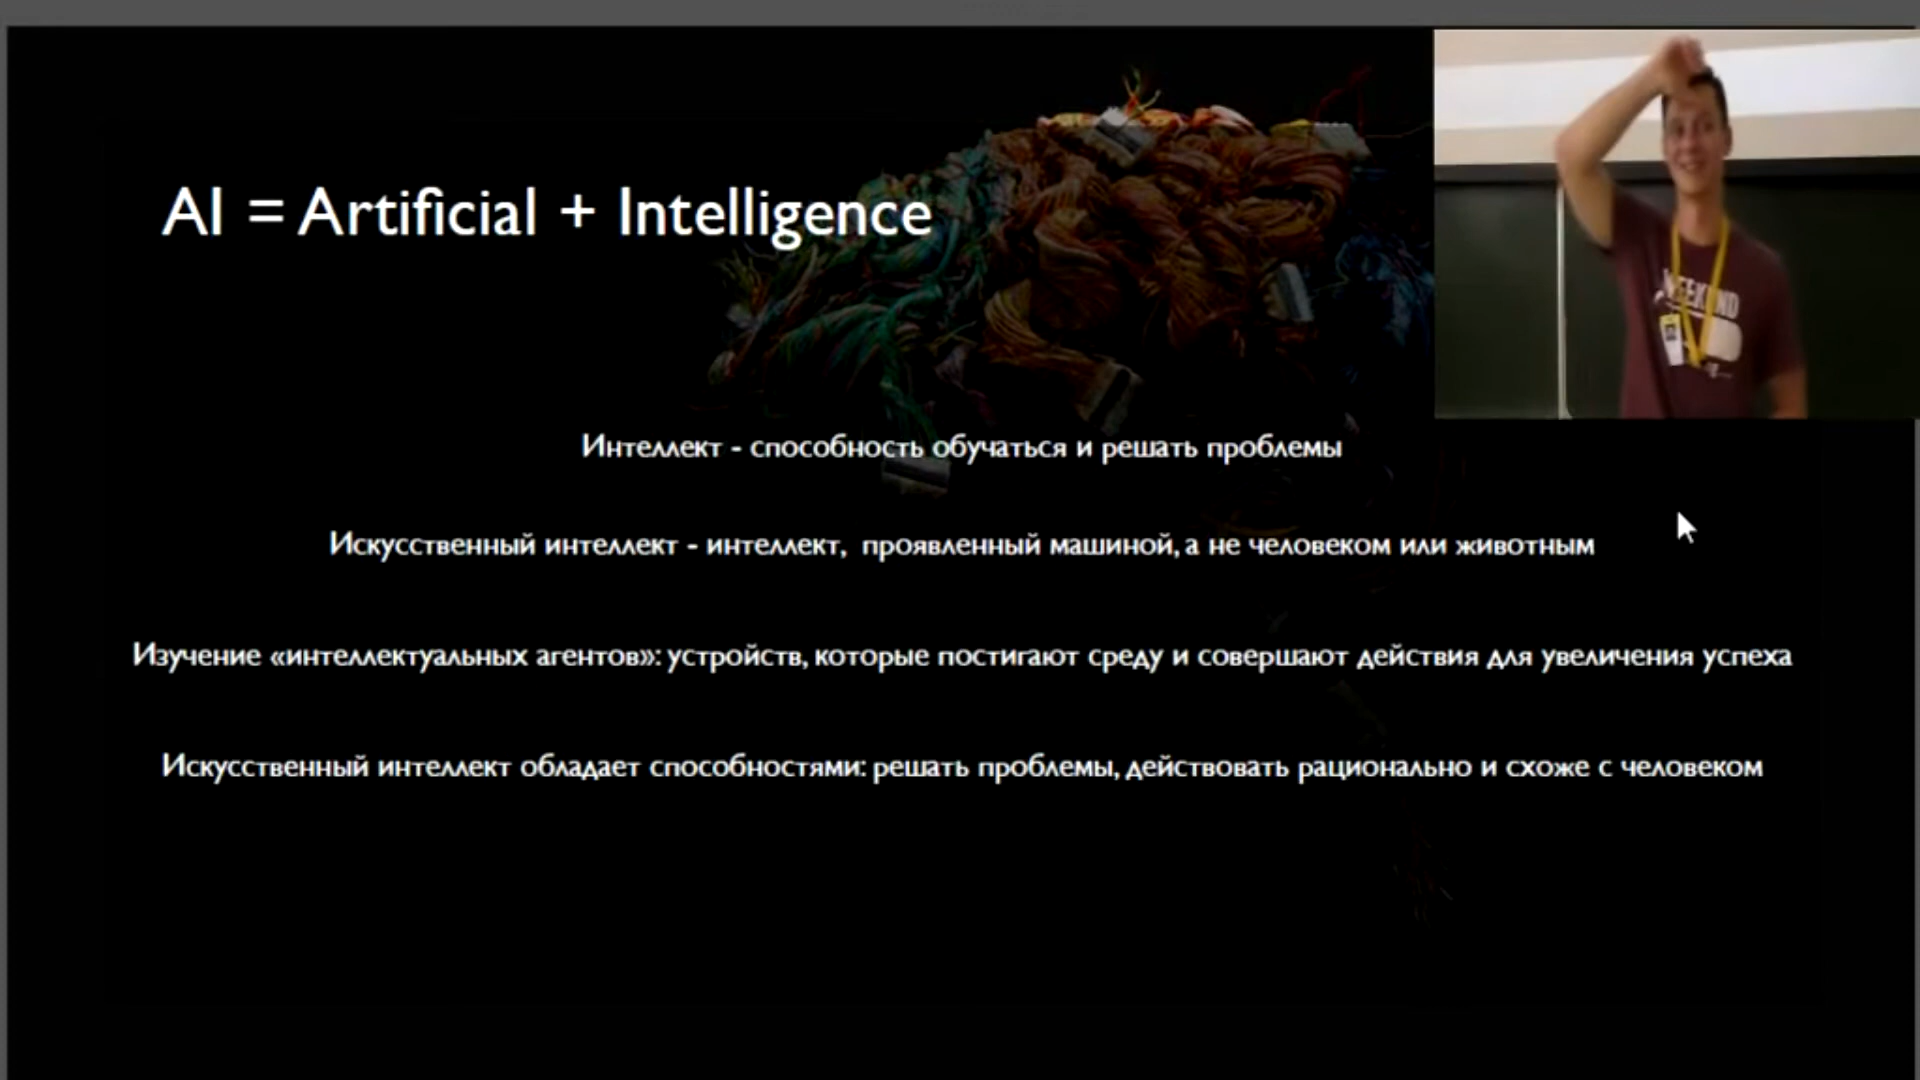 AI = Artificial + Intelligence
Интеллект - способность обучаться и решать проблемы
Искусственный интеллект - интеллект, проявленный машиной, а не человеком или животным
Изучение «интеллектуальных агентов»: устройств, которые постигают среду и совершают действия для увеличения успеха
Искусственный интеллект обладает способностями: решать проблемы, действовать рационально и схоже с человеком